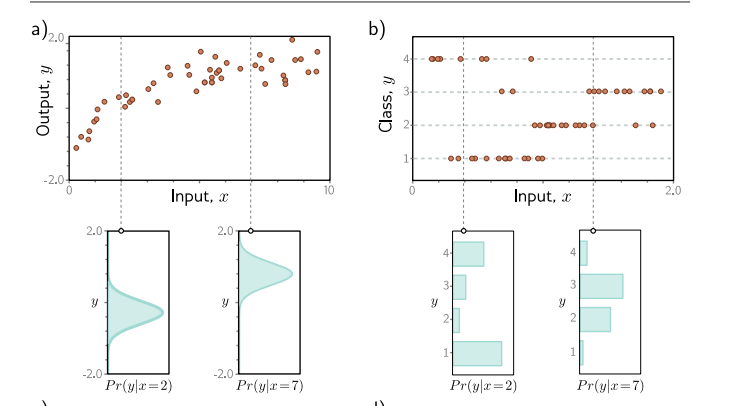 a)
2.0
Output, y
-2.0
0
Input, x
10
b)
4
3
2
1
Class, y
0
Input, x
2.0
2.0
y
-2.0
Pr(y|x=2)
2.0
y
-2.0
Pr(y|x=7)
4
3
y
2
1
Pr(y|x=2)
4
3
y
2
1
Pr(y|x=7)